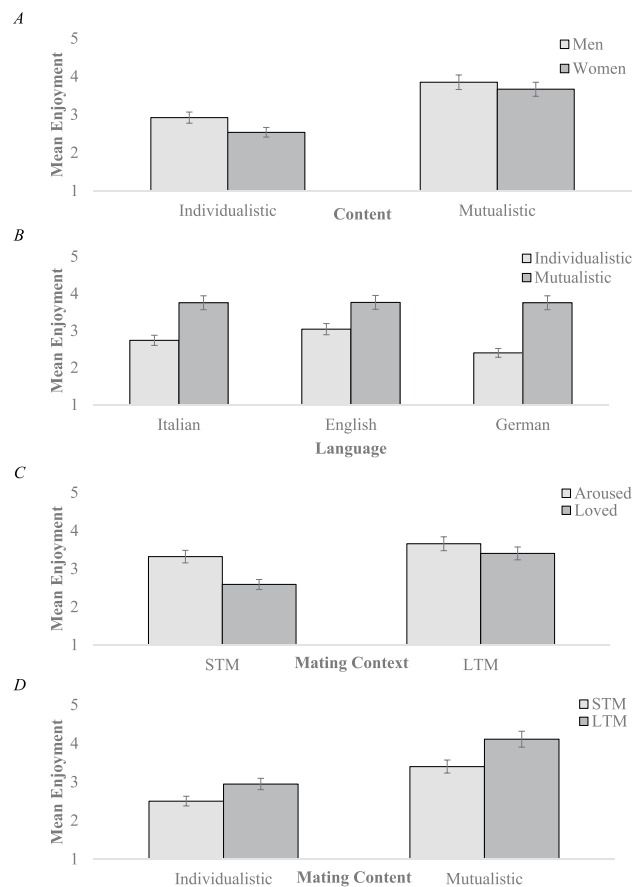 A
5
4
3
2
1
Mean Enjoyment
Men
Women
Individualistic
Content
Mutualistic
B
5
4
3
2
1
Mean Enjoyment
Individualistic
Mutualistic
Italian
English
German
Language
C
5
4
3
2
1
Mean Enjoyment
Aroused
Loved
STM
Mating Context
LTM
D
5
4
3
2
1
Mean Enjoyment
STM
LTM
Individualistic
Mating Content
Mutualistic